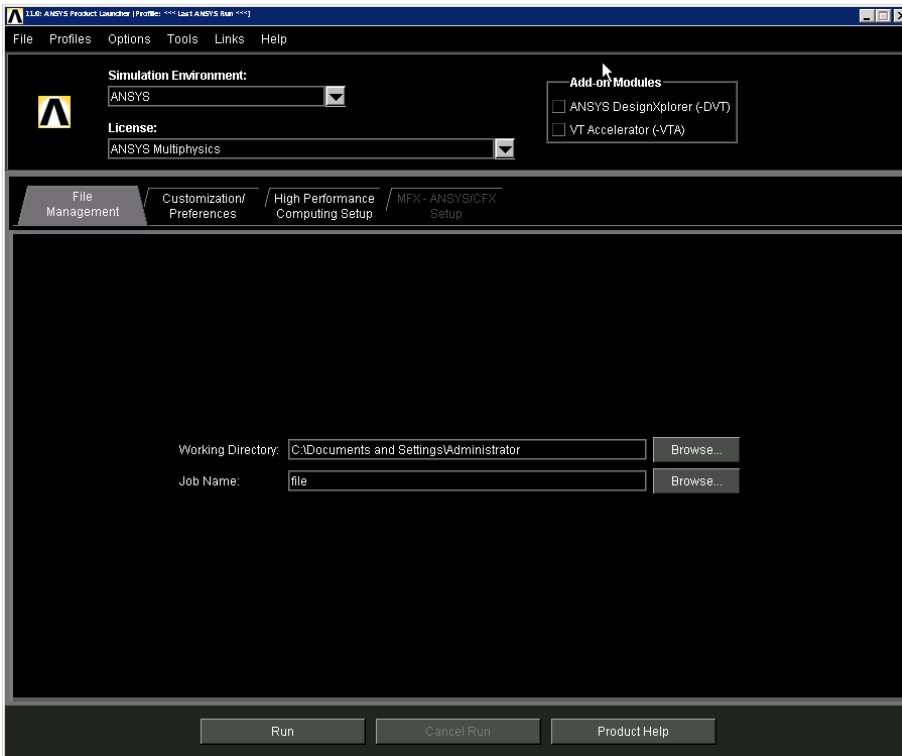 11.0: ANSYS Product Launcher [Profile: *** Last ANSYS Run ***]
File Profiles Options Tools Links Help
Simulation Environment:
ANSYS
License:
ANSYS Multiphysics
Add-on Modules
ANSYS DesignXplorer (-DVT)
VT Accelerator (-VTA)
File
Management
Customization/
Preferences
High Performance
Computing Setup
MFX - ANSYS/CFX
Setup
Working Directory: C:\Documents and Settings\Administrator Browse...
Job Name: file Browse...
Run Cancel Run Product Help